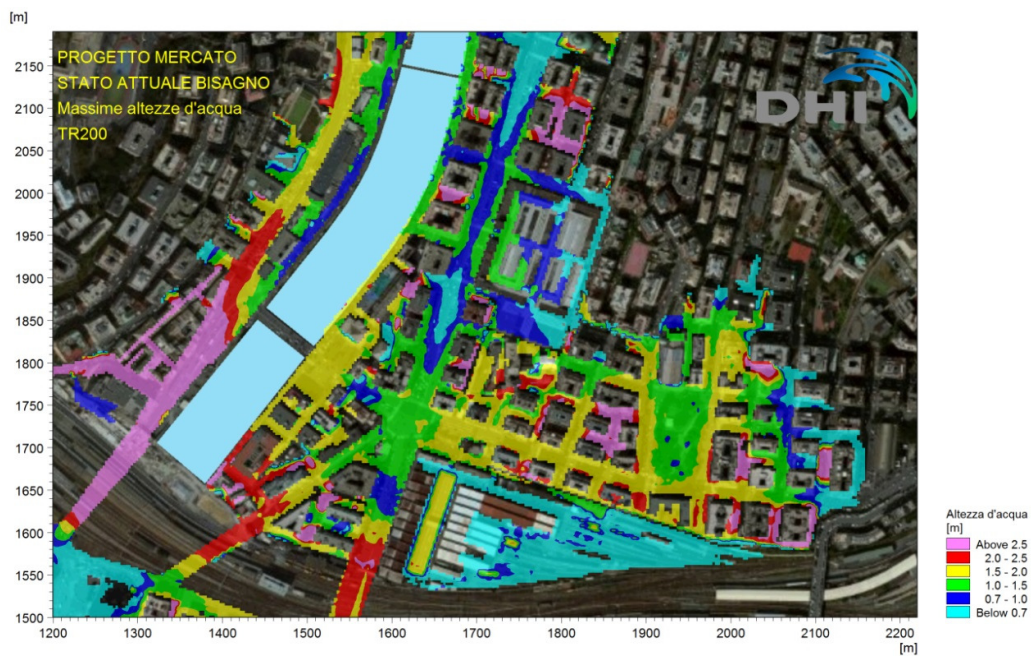 [m]
PROGETTO MERCATO
STATO ATTUALE BISAGNO
Massime altezze d'acqua
TR200
DHI
2150
2100
2050
2000
1950
1900
1850
1800
1750
1700
1650
1600
1550
1500
1200 1300 1400 1500 1600 1700 1800 1900 2000 2100 2200
[m]
Altezza d'acqua
[m]
Above 2.5
2.0 - 2.5
1.5 - 2.0
1.0 - 1.5
0.7 - 1.0
Below 0.7